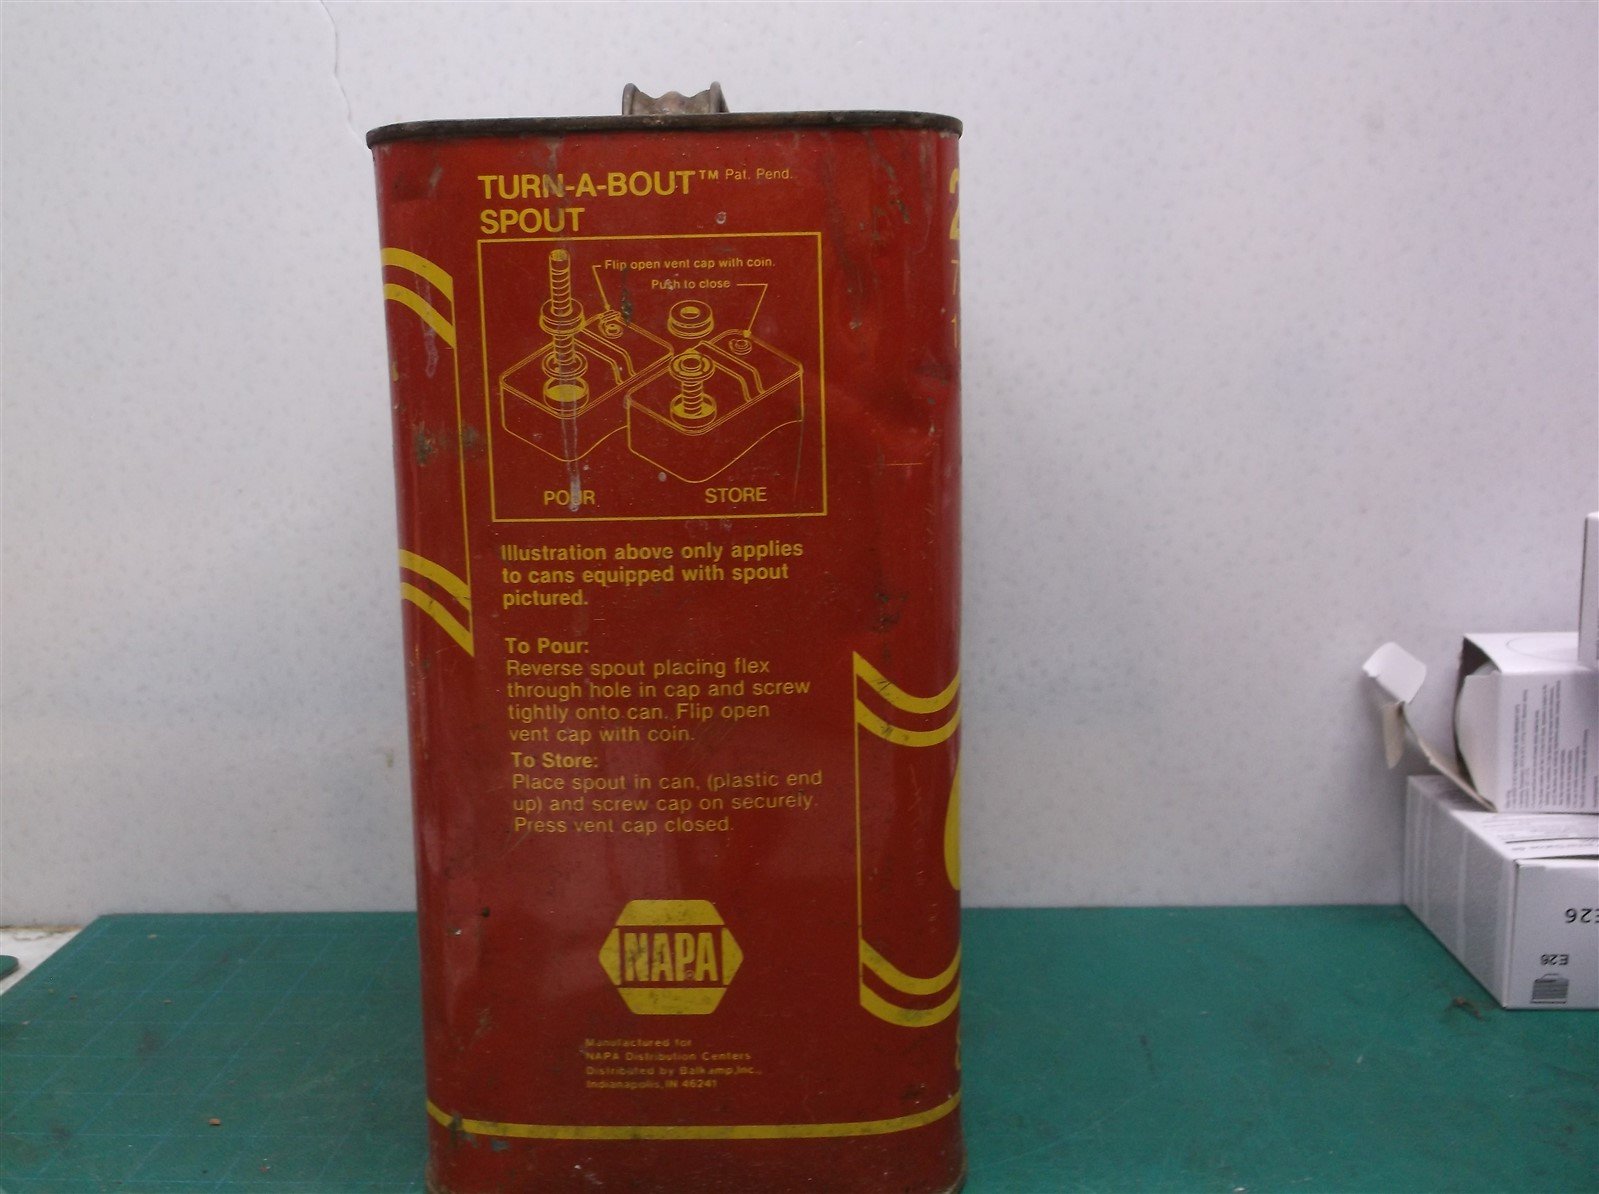 TURN-A-BOUT™ Pat. Pend.
SPOUT
Flip open vent cap with coin.
Push to close
POUR
STORE
Illustration above only applies
to cans equipped with spout
pictured.
To Pour:
Reverse spout placing flex
through hole in cap and screw
tightly onto can. Flip open
vent cap with coin.
To Store:
Place spout in can, (plastic end
up) and screw cap on securely.
Press vent cap closed.
NAPA
Manufactured for
NAPA Distribution Centers
Distributed by Balkamp, Inc.,
Indianapolis, IN 46241
E26